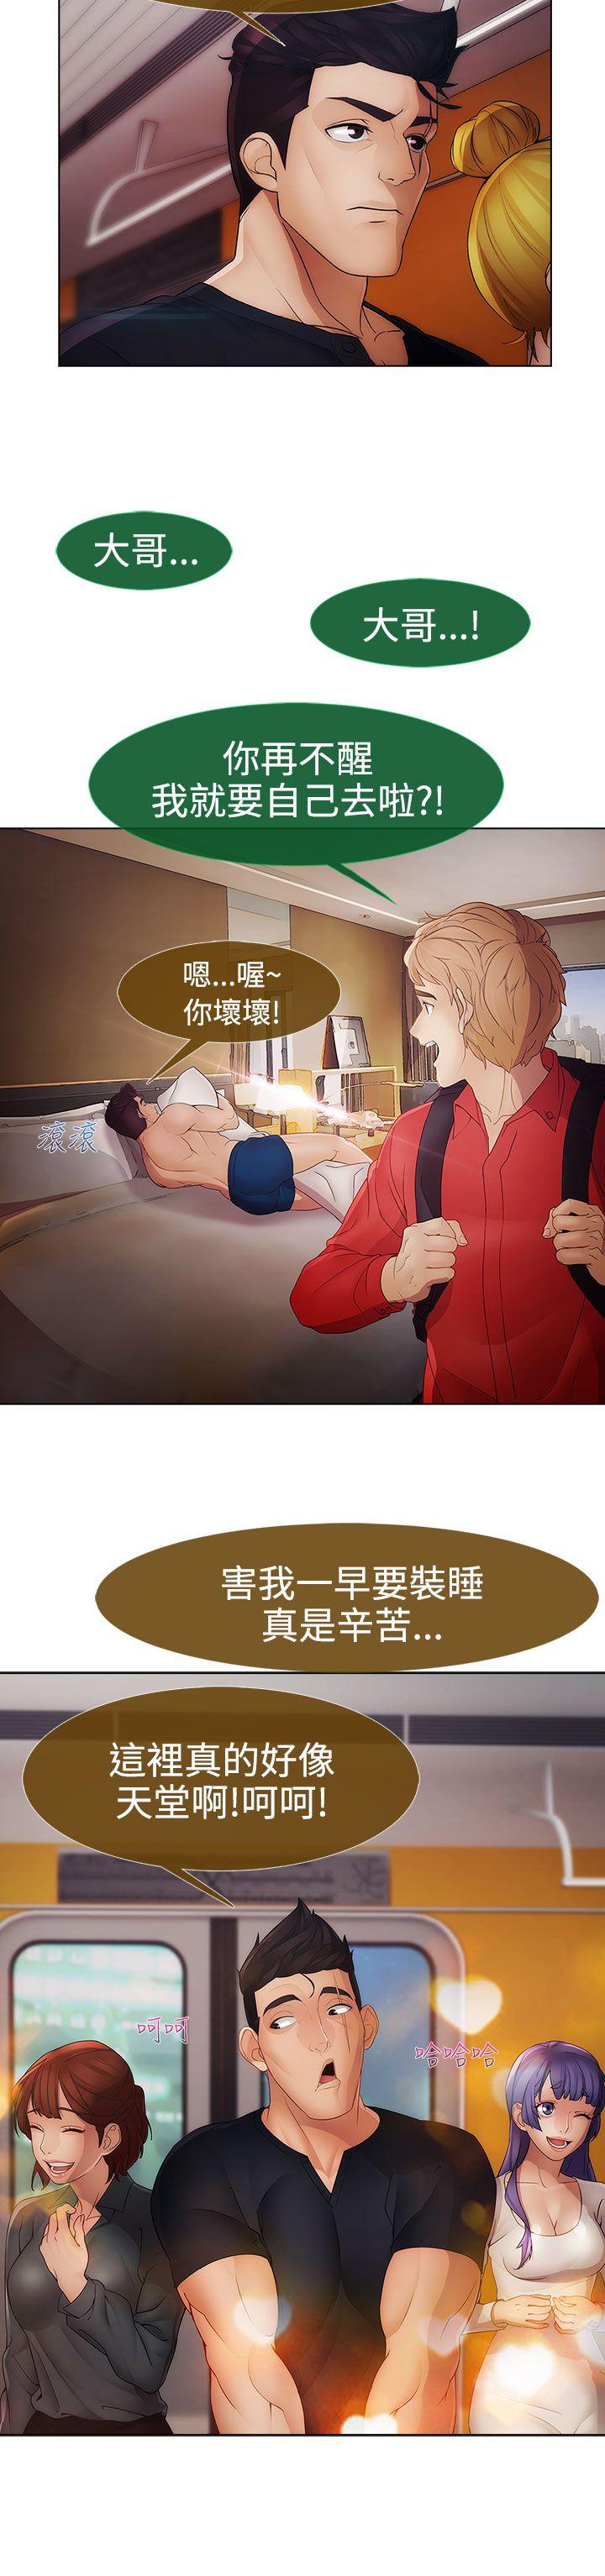 大哥...
大哥...!
你再不醒
我就要自己去啦?!
嗯...喔~
你壞壞!
滾滾
害我一早要裝睡
真是辛苦...
這裡真的好像
天堂啊!呵呵!
呵呵
哈哈哈